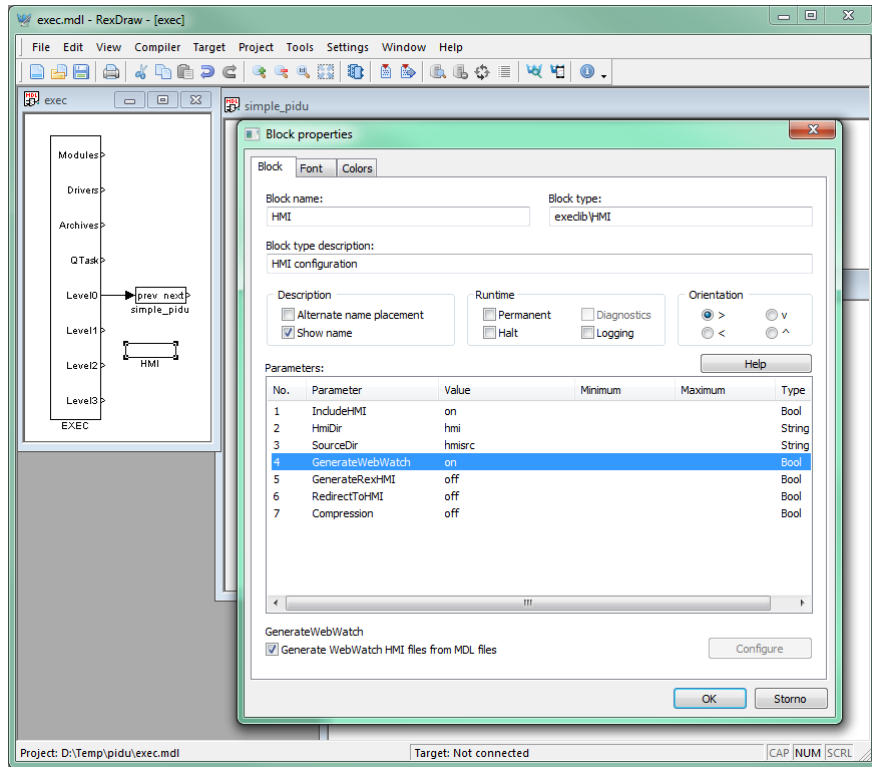 exec.mdl - RexDraw - [exec]
File Edit View Compiler Target Project Tools Settings Window Help
MDL exec
MDL simple_pidu
Modules
Drivers
Archives
QTask
Level0
prev next
simple_pidu
Level1
Level2
HMI
Level3
EXEC
Block properties
Block Font Colors
Block name: Block type:
HMI execlib\HMI
Block type description:
HMI configuration
Description Runtime Orientation
Alternate name placement Permanent Diagnostics > v
Show name Halt Logging < ^
Help
Parameters:
No. Parameter Value Minimum Maximum Type
1 IncludeHMI on Bool
2 HmiDir hmi String
3 SourceDir hmisrc String
4 GenerateWebWatch on Bool
5 GenerateRexHMI off Bool
6 RedirectToHMI off Bool
7 Compression off Bool
GenerateWebWatch
Generate WebWatch HMI files from MDL files Configure
OK Storno
Project: D:\Temp\pidu\exec.mdl Target: Not connected CAP NUM SCRL